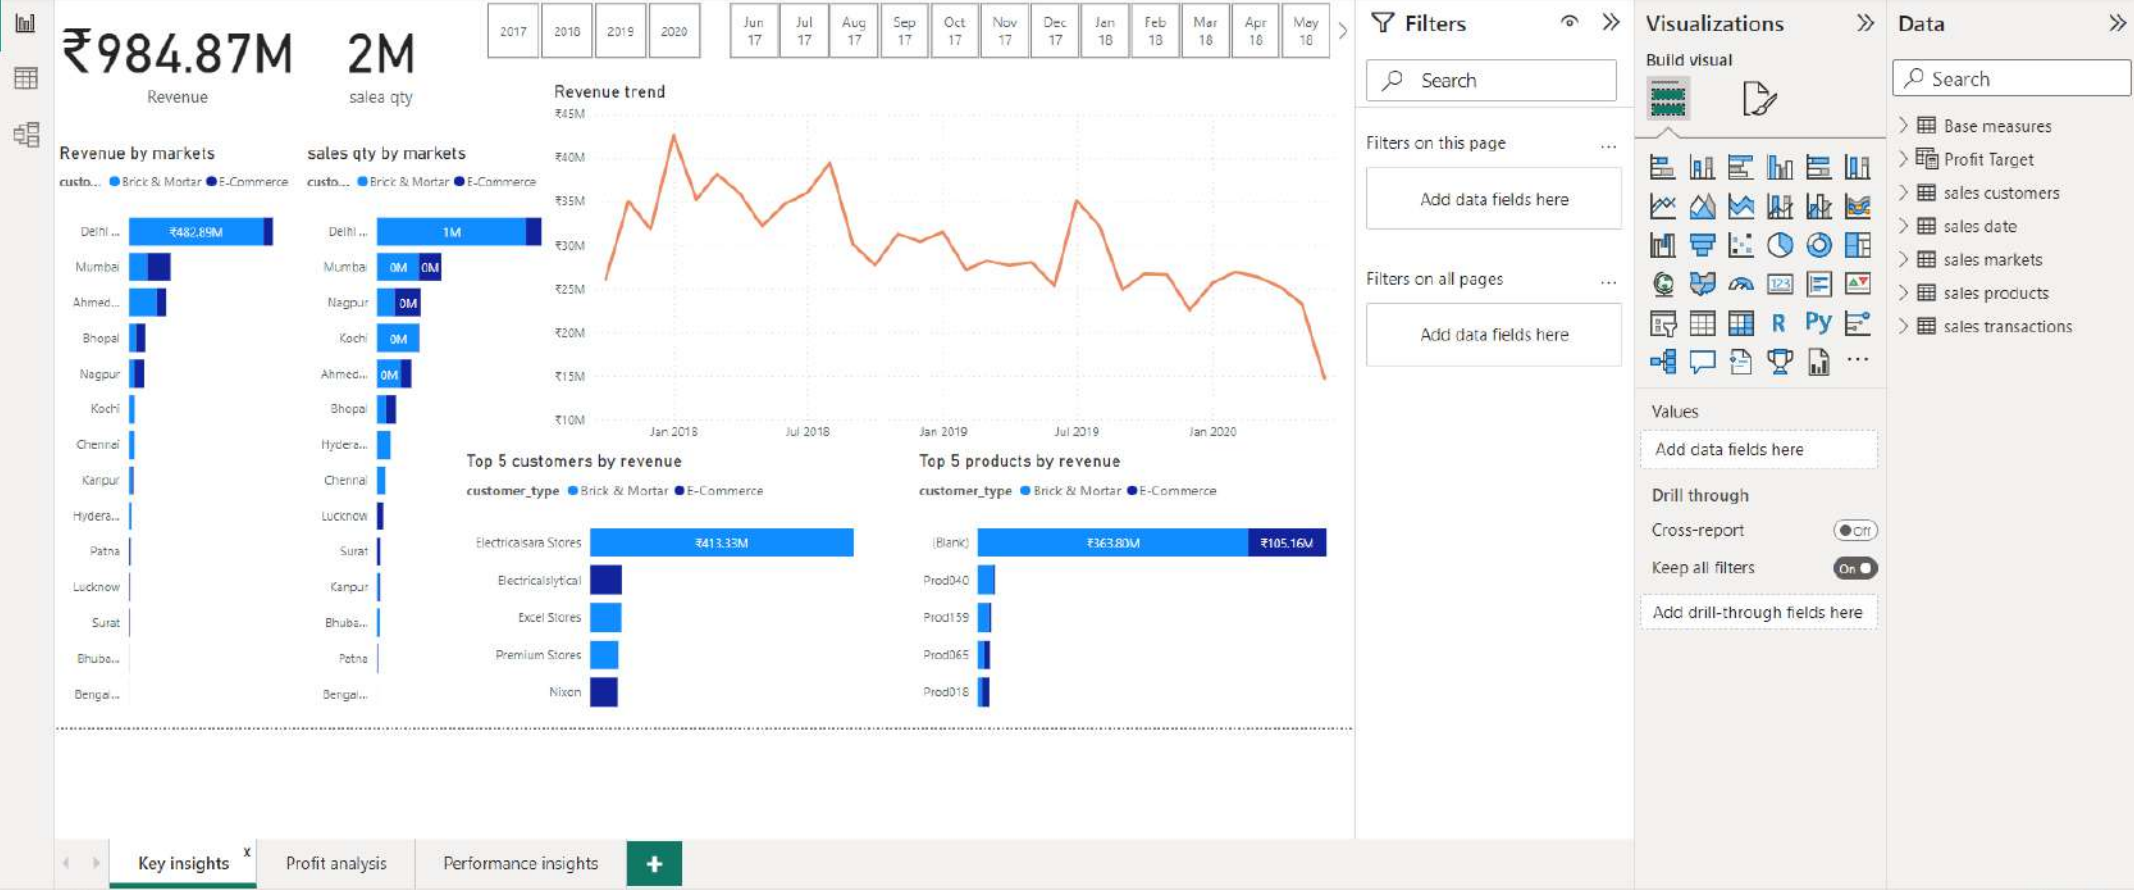 ₹984.87M
Revenue
2M
salea qty
2017
2018
2019
2020
Jun 17
Jul 17
Aug 17
Sep 17
Oct 17
Nov 17
Dec 17
Jan 18
Feb 18
Mar 18
Apr 18
May 18
Revenue by markets
custo... Brick & Mortar E-Commerce
Delhi ...
₹482.89M
Mumbai
Ahmed...
Bhopal
Nagpur
Kochi
Chennai
Kanpur
Hydera...
Patna
Lucknow
Surat
Bhuba...
Bengal...
sales qty by markets
custo... Brick & Mortar E-Commerce
Delhi ...
1M
Mumbai
0M 0M
Nagpur
0M
Kochi
0M
Ahmed...
0M
Bhopal
Hydera...
Chennai
Lucknow
Surat
Kanpur
Bhuba...
Patna
Bengal...
Revenue trend
₹45M
₹40M
₹35M
₹30M
₹25M
₹20M
₹15M
₹10M
Jan 2018
Jul 2018
Jan 2019
Jul 2019
Jan 2020
Top 5 customers by revenue
customer_type Brick & Mortar E-Commerce
Electricalsara Stores
₹413.33M
Electricalslytical
Excel Stores
Premium Stores
Nixon
Top 5 products by revenue
customer_type Brick & Mortar E-Commerce
(Blank)
₹363.80M
₹105.16M
Prod040
Prod159
Prod065
Prod018
Key insights x
Profit analysis
Performance insights
+
Filters
Search
Filters on this page ...
Add data fields here
Filters on all pages ...
Add data fields here
Visualizations
Build visual
123
R
Py
...
Values
Add data fields here
Drill through
Cross-report
Off
Keep all filters
On
Add drill-through fields here
Data
Search
Base measures
Profit Target
sales customers
sales date
sales markets
sales products
sales transactions